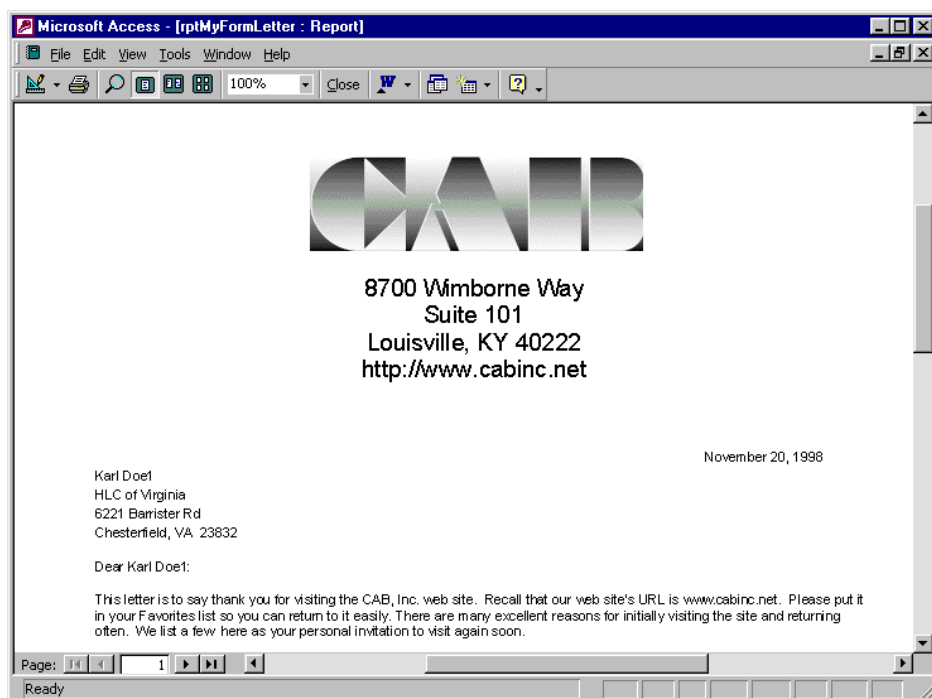 Microsoft Access - [rptMyFormLetter : Report]
File Edit View Tools Window Help
100% Close W
CAB
8700 Wimborne Way
Suite 101
Louisville, KY 40222
http://www.cabinc.net
November 20, 1998
Karl Doe1
HLC of Virginia
6221 Barrister Rd
Chesterfield, VA 23832
Dear Karl Doe1:
This letter is to say thank you for visiting the CAB, Inc. web site. Recall that our web site's URL is www.cabinc.net. Please put it
in your Favorites list so you can return to it easily. There are many excellent reasons for initially visiting the site and returning
often. We list a few here as your personal invitation to visit again soon.
Page: 1
Ready